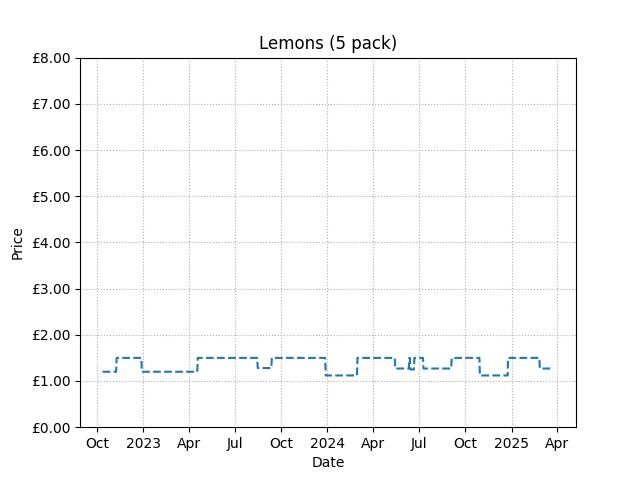 Lemons (5 pack)
£8.00
£7.00
£6.00
£5.00
£4.00
£3.00
£2.00
£1.00
£0.00
Price
Oct 2023 Apr Jul Oct 2024 Apr Jul Oct 2025 Apr
Date